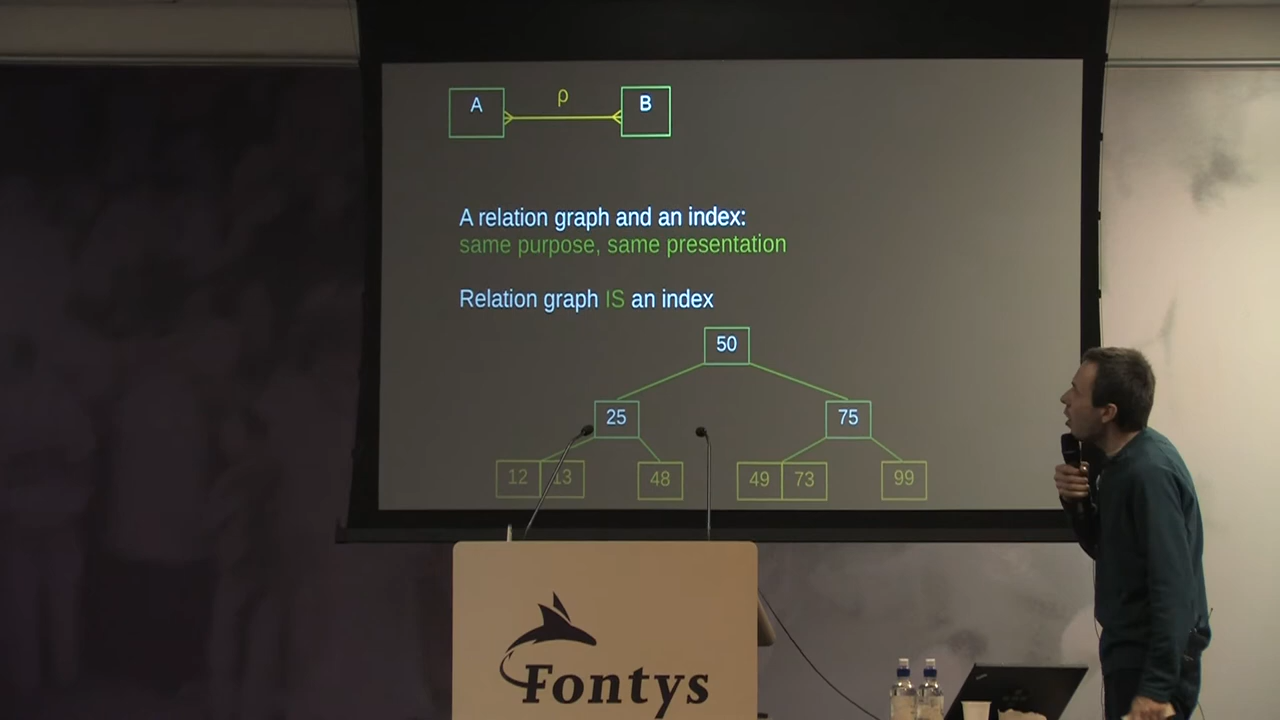 ρ
A B
A relation graph and an index:
same purpose, same presentation
Relation graph IS an index
50
25 75
12 13 48 49 73 99
Fontys